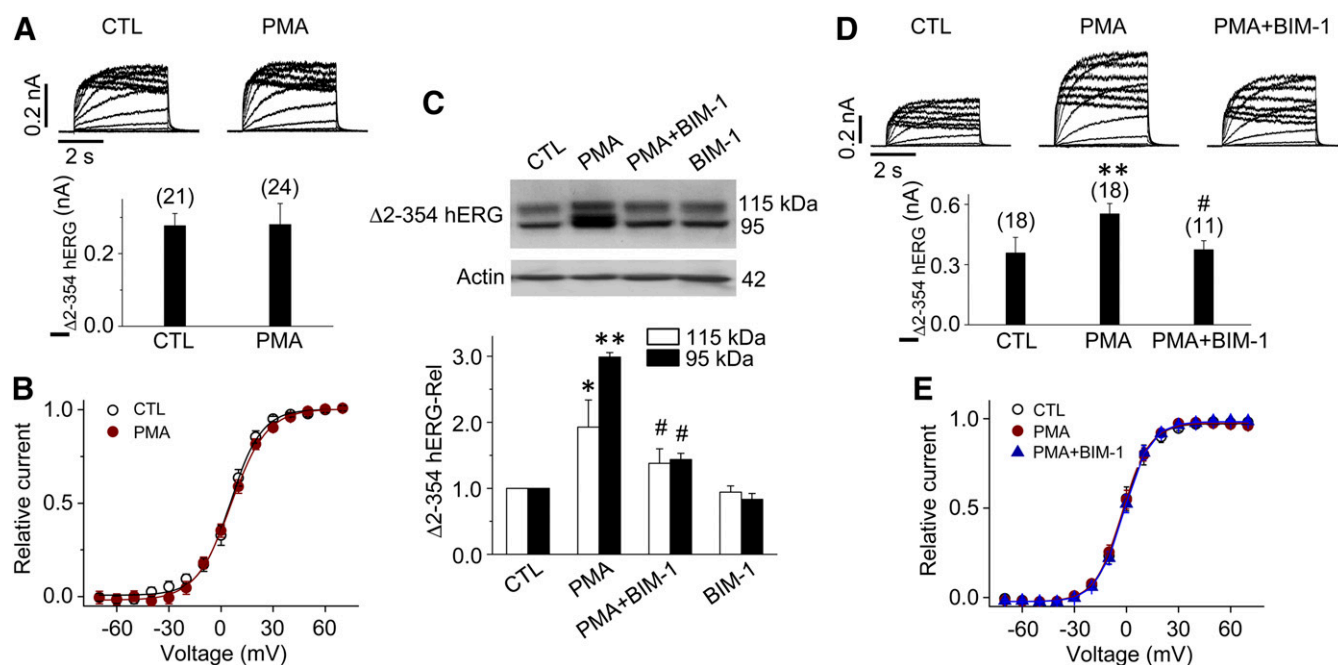 A
CTL
PMA
0.2 nA
2 s
I Δ2-354 hERG (nA)
0.2
0.0
(21)
(24)
CTL
PMA
B
CTL
PMA
Relative current
1.0
0.5
0.0
-60
-30
0
30
60
Voltage (mV)
C
CTL
PMA
PMA+BIM-1
BIM-1
Δ2-354 hERG
115 kDa
95
Actin
42
115 kDa
95 kDa
Δ2-354 hERG-Rel
3.0
2.0
1.0
0.0
*
**
#
#
CTL
PMA
PMA+BIM-1
BIM-1
D
CTL
PMA
PMA+BIM-1
0.2 nA
2 s
I Δ2-354 hERG (nA)
0.6
0.3
0.0
(18)
**
(18)
#
(11)
CTL
PMA
PMA+BIM-1
E
CTL
PMA
PMA+BIM-1
Relative current
1.0
0.5
0.0
-60
-30
0
30
60
Voltage (mV)